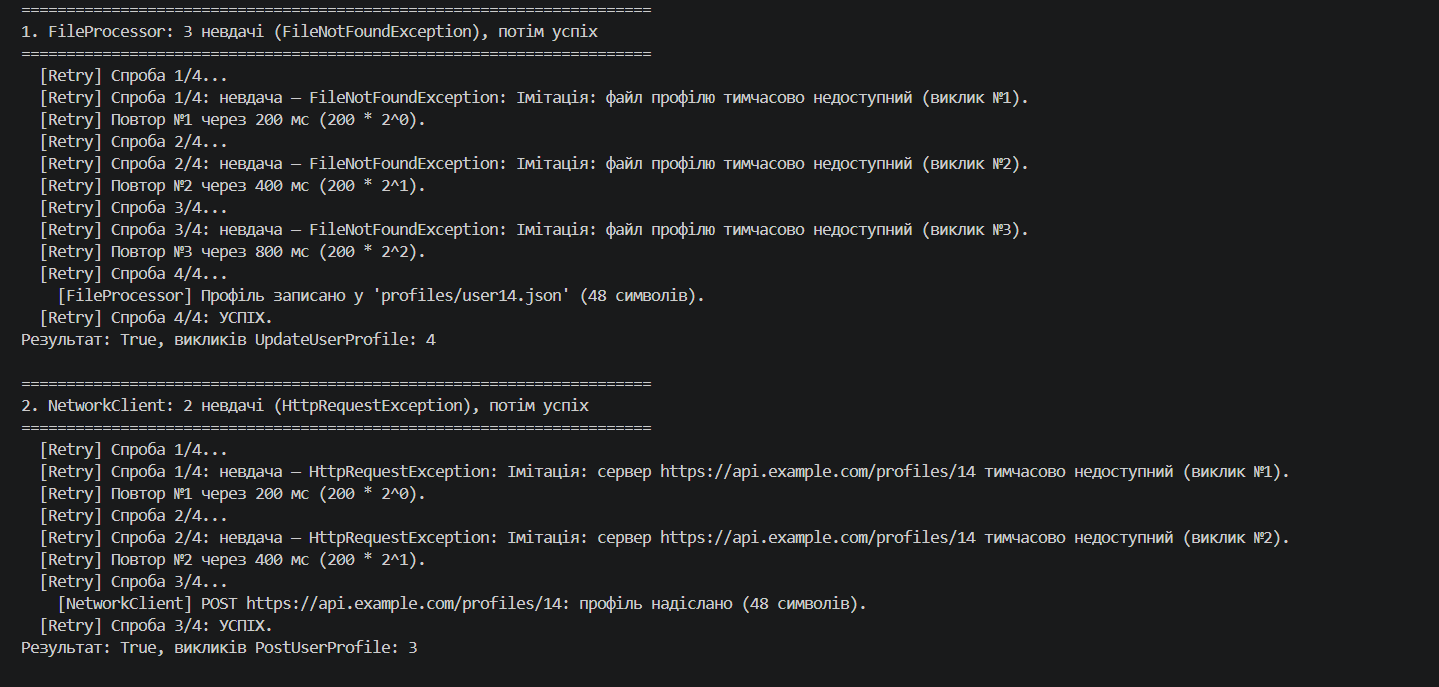 ======================================================================
1. FileProcessor: 3 невдачі (FileNotFoundException), потім успіх
======================================================================
[Retry] Спроба 1/4...
[Retry] Спроба 1/4: невдача — FileNotFoundException: Імітація: файл профілю тимчасово недоступний (виклик №1).
[Retry] Повтор №1 через 200 мс (200 * 2^0).
[Retry] Спроба 2/4...
[Retry] Спроба 2/4: невдача — FileNotFoundException: Імітація: файл профілю тимчасово недоступний (виклик №2).
[Retry] Повтор №2 через 400 мс (200 * 2^1).
[Retry] Спроба 3/4...
[Retry] Спроба 3/4: невдача — FileNotFoundException: Імітація: файл профілю тимчасово недоступний (виклик №3).
[Retry] Повтор №3 через 800 мс (200 * 2^2).
[Retry] Спроба 4/4...
[FileProcessor] Профіль записано у 'profiles/user14.json' (48 символів).
[Retry] Спроба 4/4: УСПІХ.
Результат: True, викликів UpdateUserProfile: 4
======================================================================
2. NetworkClient: 2 невдачі (HttpRequestException), потім успіх
======================================================================
[Retry] Спроба 1/4...
[Retry] Спроба 1/4: невдача — HttpRequestException: Імітація: сервер https://api.example.com/profiles/14 тимчасово недоступний (виклик №1).
[Retry] Повтор №1 через 200 мс (200 * 2^0).
[Retry] Спроба 2/4...
[Retry] Спроба 2/4: невдача — HttpRequestException: Імітація: сервер https://api.example.com/profiles/14 тимчасово недоступний (виклик №2).
[Retry] Повтор №2 через 400 мс (200 * 2^1).
[Retry] Спроба 3/4...
[NetworkClient] POST https://api.example.com/profiles/14: профіль надіслано (48 символів).
[Retry] Спроба 3/4: УСПІХ.
Результат: True, викликів PostUserProfile: 3